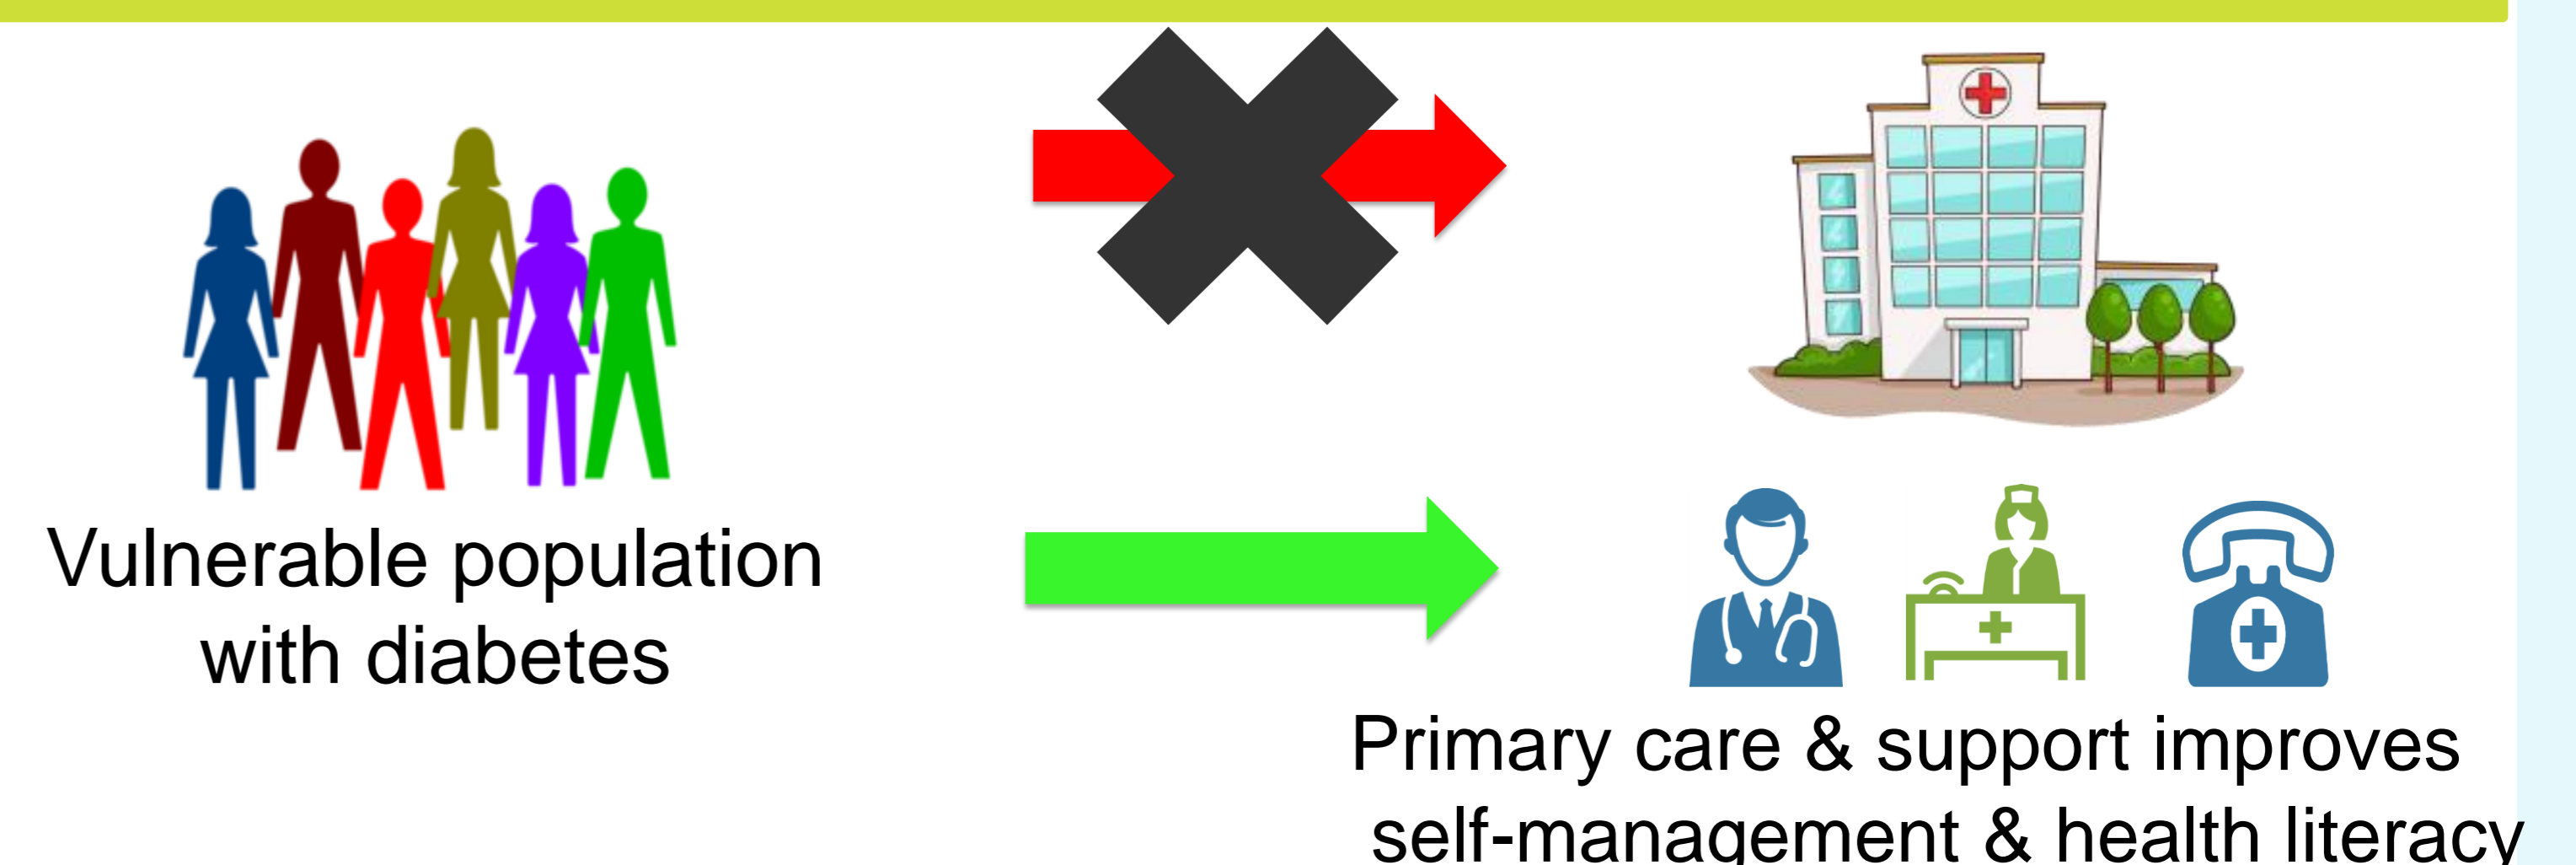 Vulnerable population
with diabetes
Primary care & support improves
self-management & health literacy